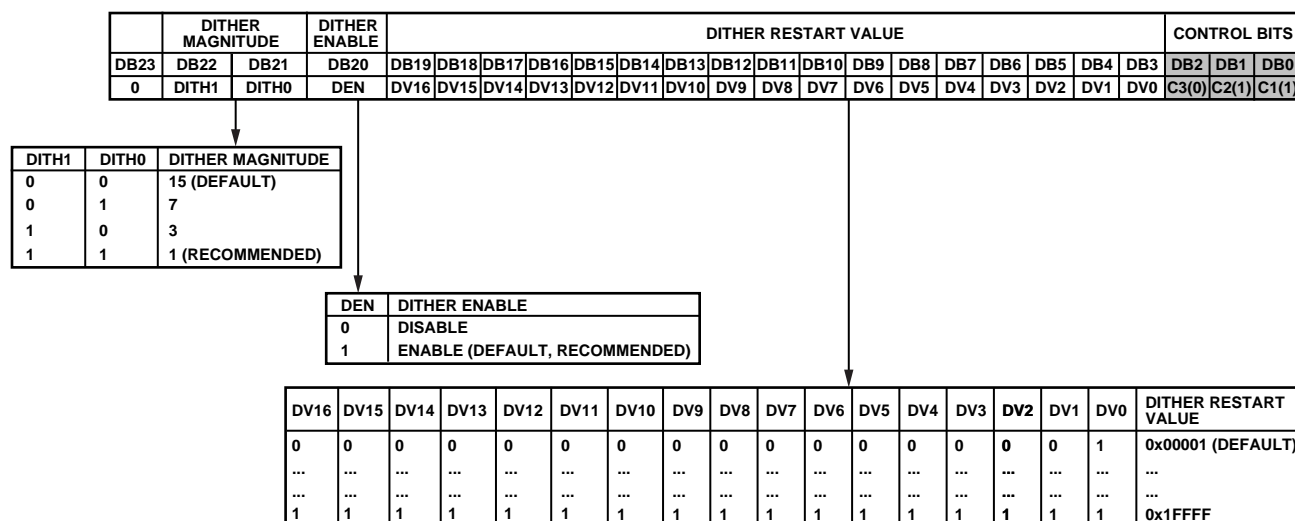 DITHER MAGNITUDE DITHER ENABLE DITHER RESTART VALUE CONTROL BITS
DB23 DB22 DB21 DB20 DB19 DB18 DB17 DB16 DB15 DB14 DB13 DB12 DB11 DB10 DB9 DB8 DB7 DB6 DB5 DB4 DB3 DB2 DB1 DB0
0 DITH1 DITH0 DEN DV16 DV15 DV14 DV13 DV12 DV11 DV10 DV9 DV8 DV7 DV6 DV5 DV4 DV3 DV2 DV1 DV0 C3(0) C2(1) C1(1)
DITH1 DITH0 DITHER MAGNITUDE
0 0 15 (DEFAULT)
0 1 7
1 0 3
1 1 1 (RECOMMENDED)
DEN DITHER ENABLE
0 DISABLE
1 ENABLE (DEFAULT, RECOMMENDED)
DV16 DV15 DV14 DV13 DV12 DV11 DV10 DV9 DV8 DV7 DV6 DV5 DV4 DV3 DV2 DV1 DV0 DITHER RESTART VALUE
0 0 0 0 0 0 0 0 0 0 0 0 0 0 0 0 1 0x00001 (DEFAULT)
... ... ... ... ... ... ... ... ... ... ... ... ... ... ... ... ... ...
... ... ... ... ... ... ... ... ... ... ... ... ... ... ... ... ... ...
1 1 1 1 1 1 1 1 1 1 1 1 1 1 1 1 1 0x1FFFF